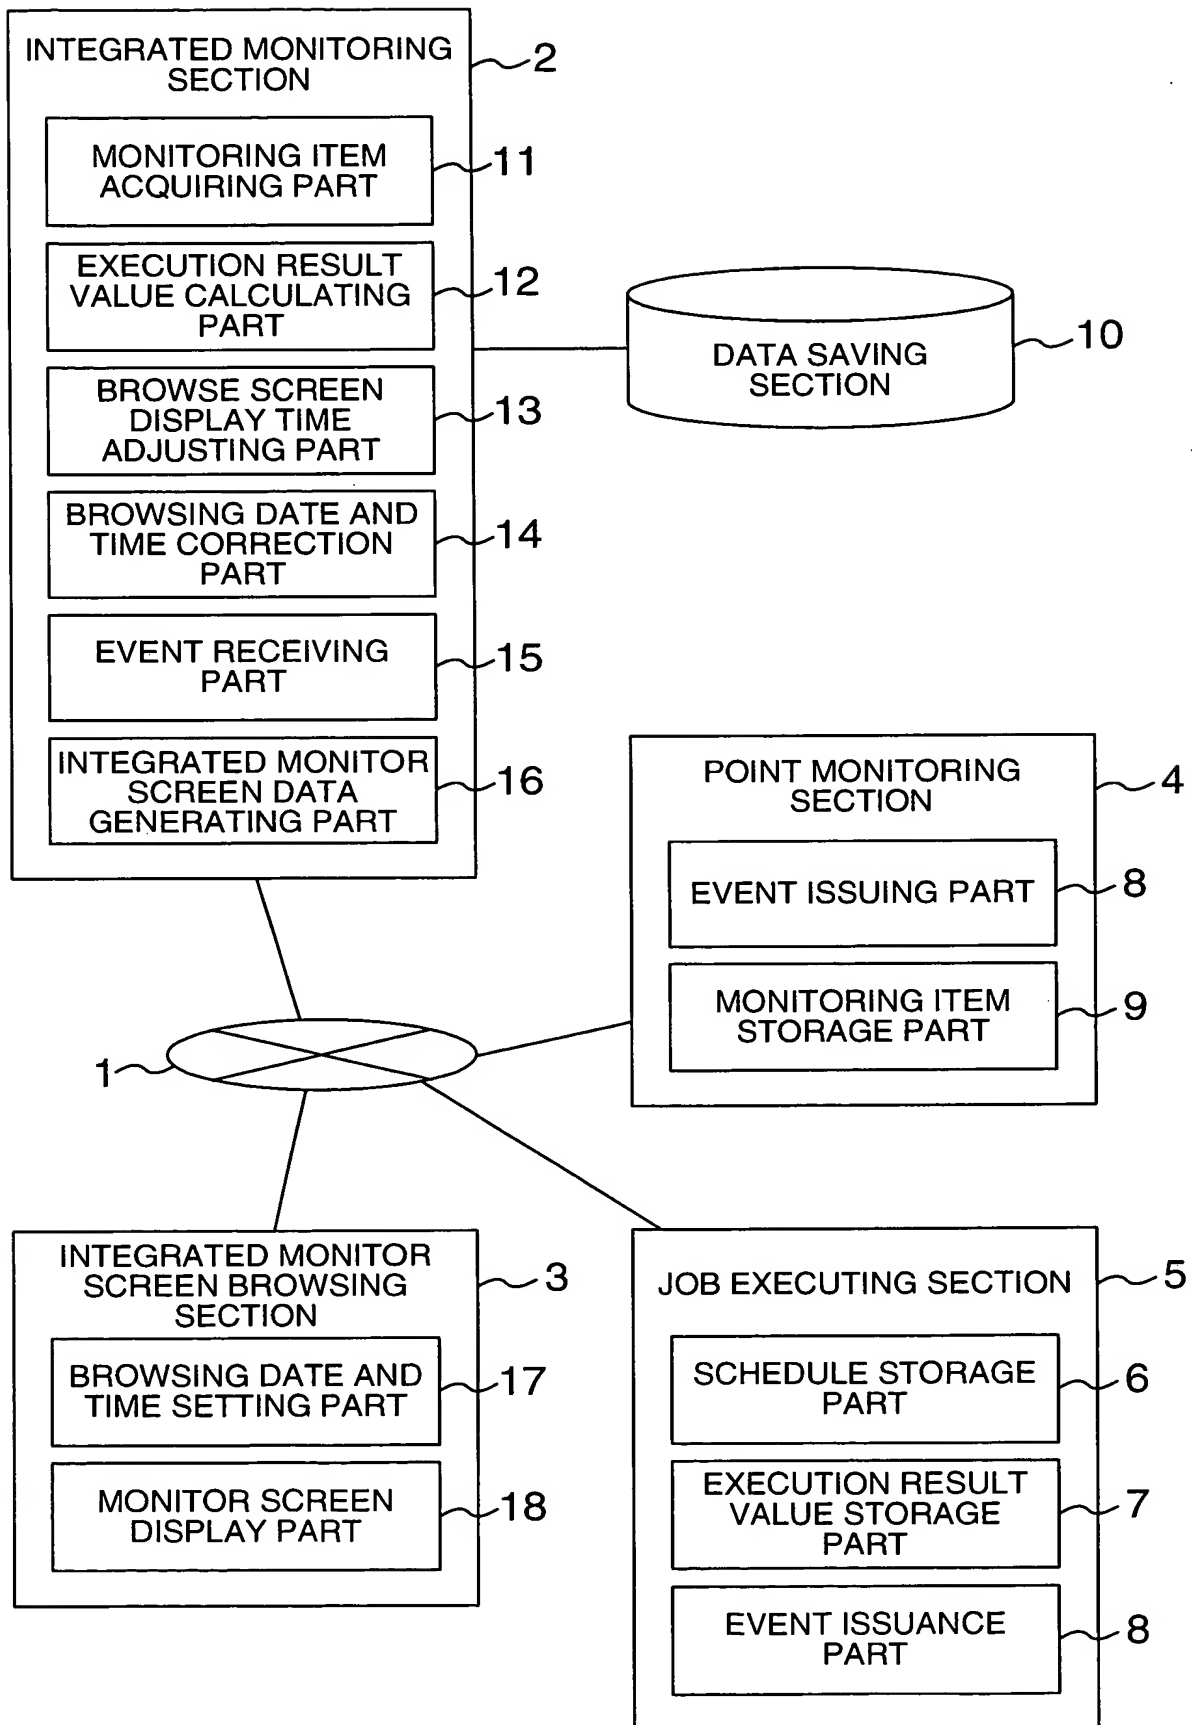 INTEGRATED MONITORING
SECTION
2
MONITORING ITEM
ACQUIRING PART
11
EXECUTION RESULT
VALUE CALCULATING
PART
12
BROWSE SCREEN
DISPLAY TIME
ADJUSTING PART
13
BROWSING DATE AND
TIME CORRECTION
PART
14
EVENT RECEIVING
PART
15
INTEGRATED MONITOR
SCREEN DATA
GENERATING PART
16
DATA SAVING
SECTION
10
POINT MONITORING
SECTION
4
EVENT ISSUING PART
8
MONITORING ITEM
STORAGE PART
9
1
INTEGRATED MONITOR
SCREEN BROWSING
SECTION
3
BROWSING DATE AND
TIME SETTING PART
17
MONITOR SCREEN
DISPLAY PART
18
JOB EXECUTING SECTION
5
SCHEDULE STORAGE
PART
6
EXECUTION RESULT
VALUE STORAGE
PART
7
EVENT ISSUANCE
PART
8